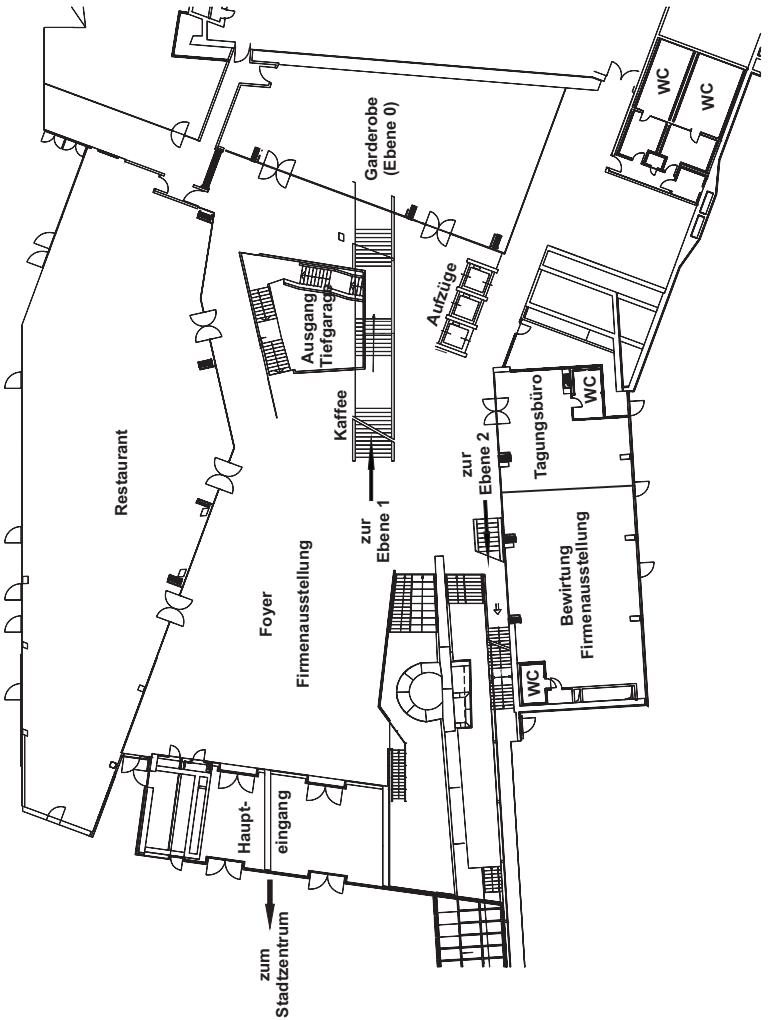 Restaurant
Foyer
Firmenausstellung
Haupt-
eingang
zum
Stadtzentrum
zur
Ebene 1
Kaffee
Ausgang
Tiefgarage
Garderobe
(Ebene 0)
Aufzüge
zur
Ebene 2
Tagungsbüro
WC
Bewirtung
Firmenausstellung
WC
WC
WC